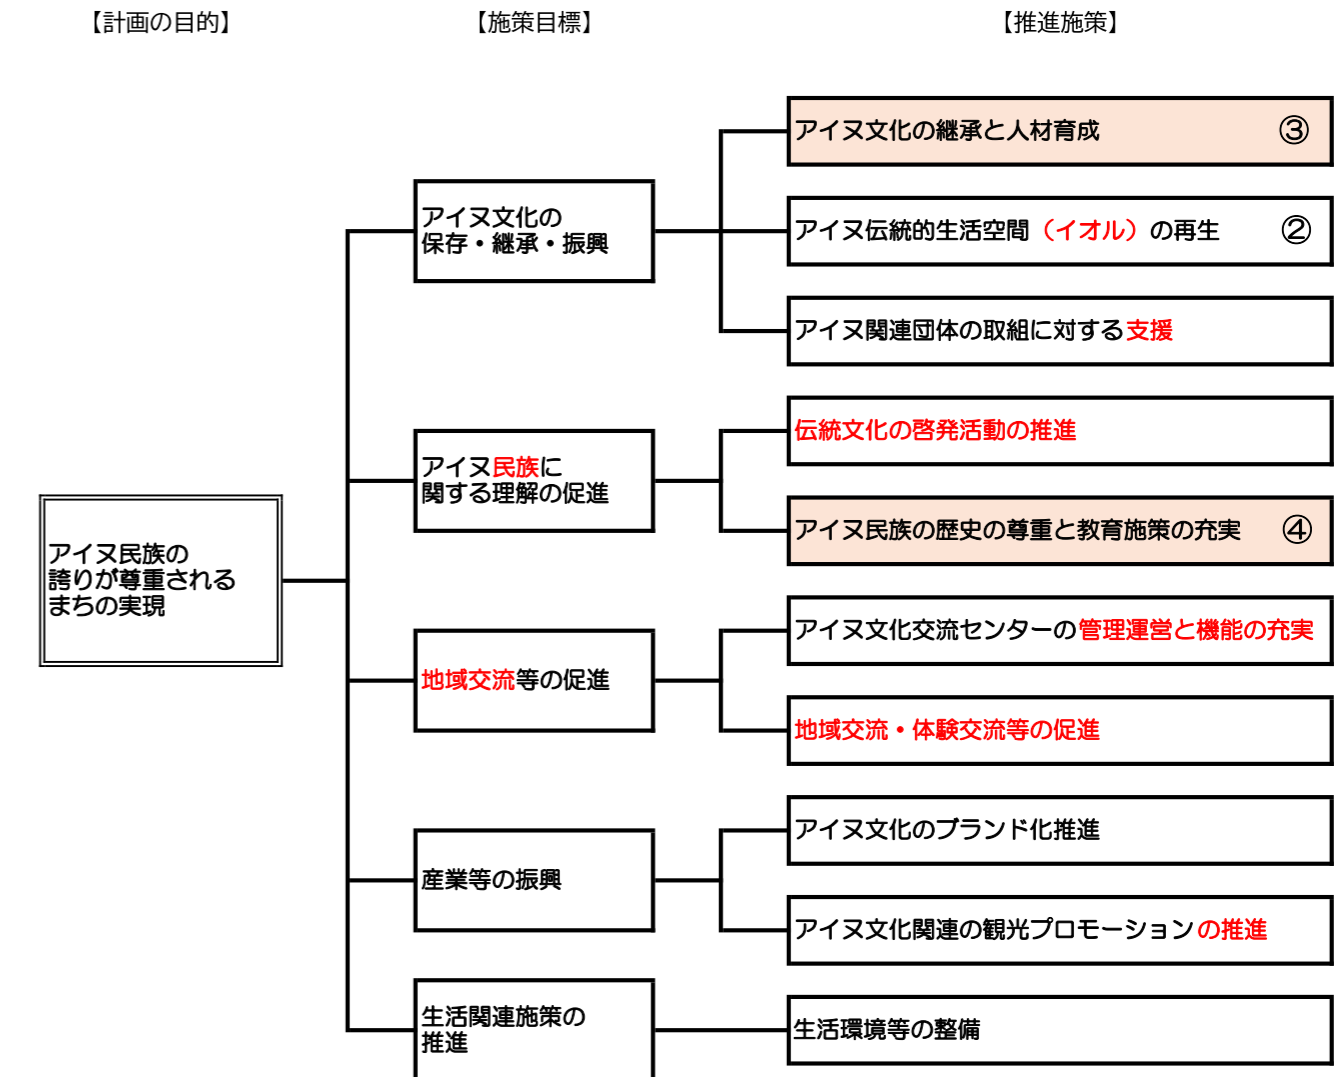 【計画の目的】
【施策目標】
【推進施策】
アイヌ民族の
誇りが尊重される
まちの実現
アイヌ文化の
保存・継承・振興
アイヌ文化の継承と人材育成 ③
アイヌ伝統的生活空間（イオル）の再生 ②
アイヌ関連団体の取組に対する支援
アイヌ民族に
関する理解の促進
伝統文化の啓発活動の推進
アイヌ民族の歴史の尊重と教育施策の充実 ④
地域交流等の促進
アイヌ文化交流センターの管理運営と機能の充実
地域交流・体験交流等の促進
産業等の振興
アイヌ文化のブランド化推進
アイヌ文化関連の観光プロモーションの推進
生活関連施策の
推進
生活環境等の整備